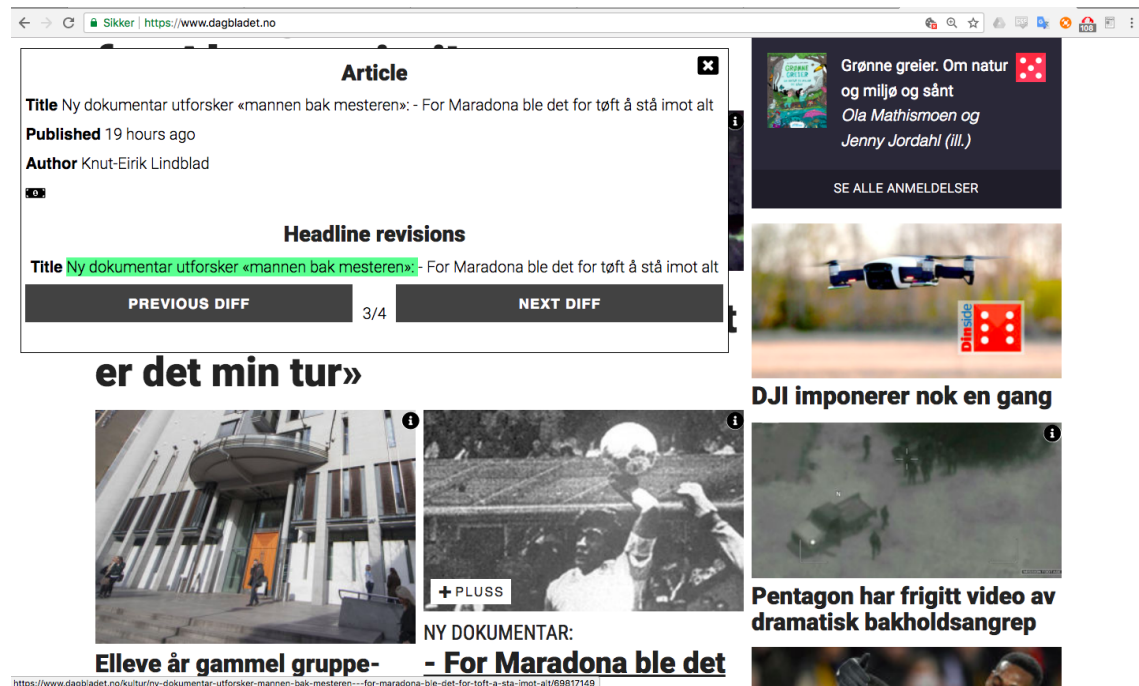 Sikker | https://www.dagbladet.no
108
Article
Title Ny dokumentar utforsker «mannen bak mesteren»: - For Maradona ble det for tøft å stå imot alt
Published 19 hours ago
Author Knut-Eirik Lindblad
Headline revisions
Title Ny dokumentar utforsker «mannen bak mesteren»: - For Maradona ble det for tøft å stå imot alt
PREVIOUS DIFF
3/4
NEXT DIFF
er det min tur»
+ PLUSS
Elleve år gammel gruppe-
NY DOKUMENTAR:
- For Maradona ble det
GRØNNE
GREIER
Grønne greier. Om natur
og miljø og sånt
Ola Mathismoen og
Jenny Jordahl (ill.)
SE ALLE ANMELDELSER
Dinside
DJI imponerer nok en gang
Pentagon har frigitt video av
dramatisk bakholdsangrep
https://www.dagbladet.no/kultur/ny-dokumentar-utforsker-mannen-bak-mesteren---for-maradona-ble-det-for-toft-a-sta-imot-alt/69817149